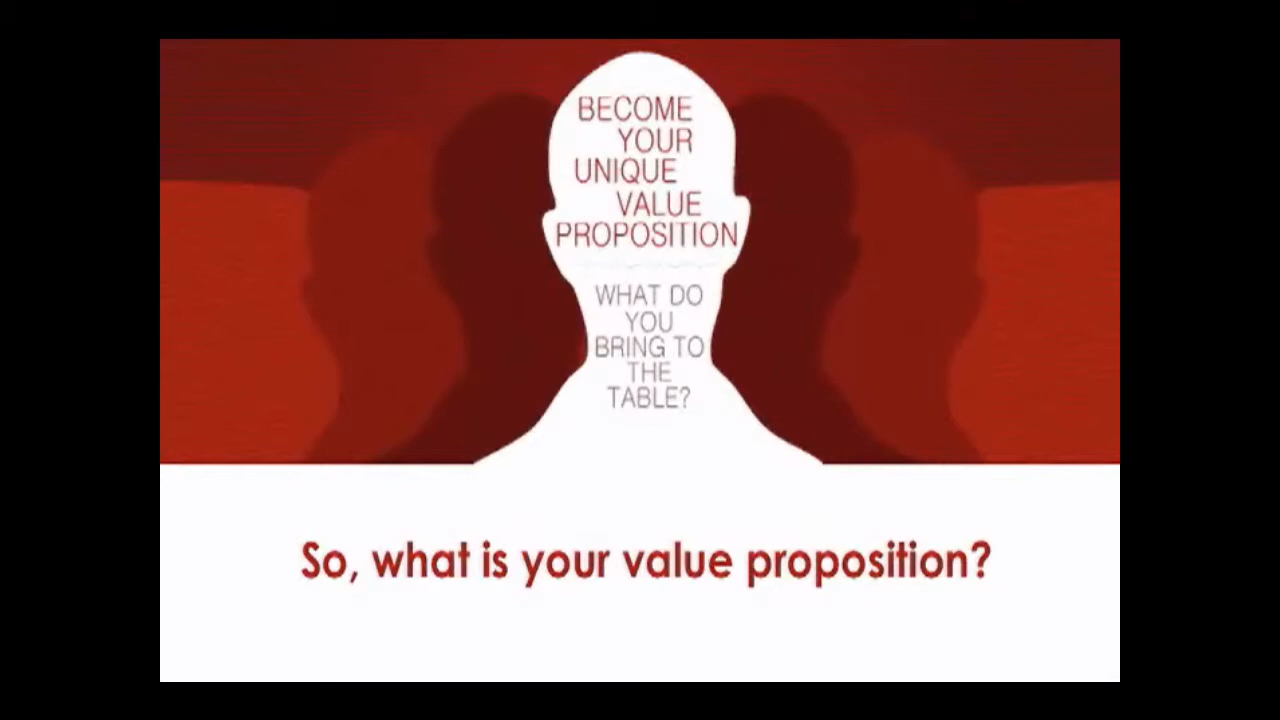 BECOME
YOUR
UNIQUE
VALUE
PROPOSITION
WHAT DO
YOU
BRING TO
THE
TABLE?
So, what is your value proposition?